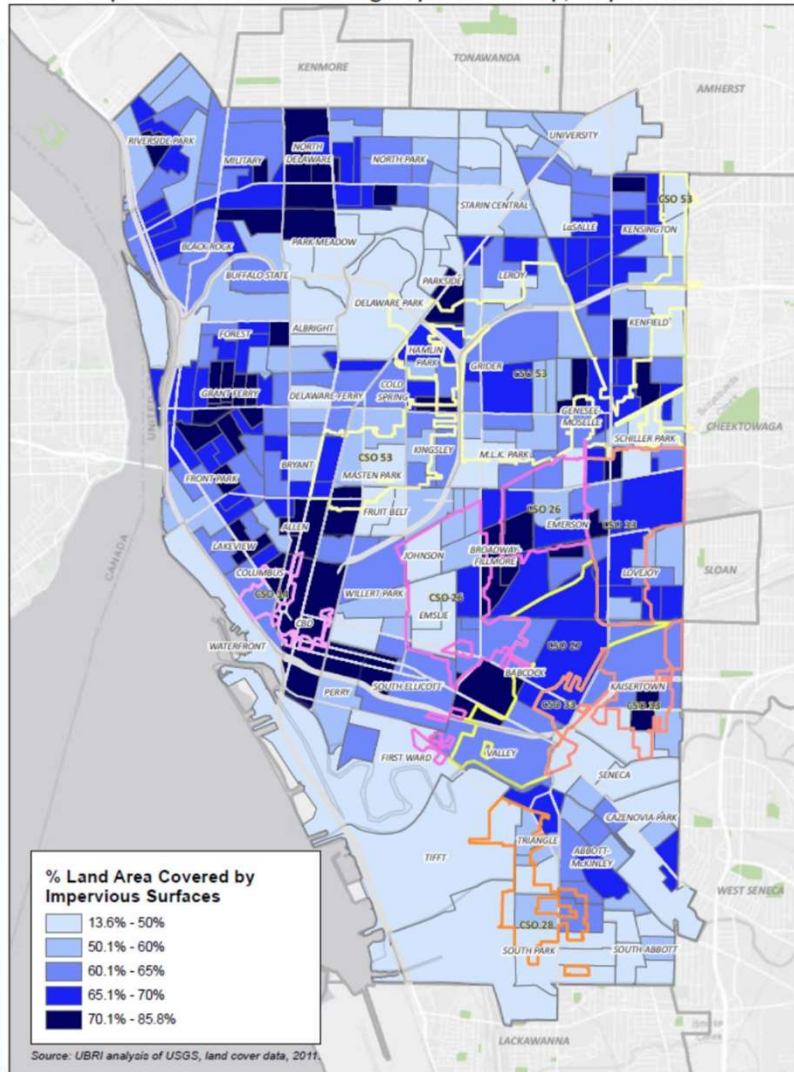 KENMORE
TONAWANDA
AMHERST
RIVERSIDE PARK
NORTH
DELAWARE
MILITARY
NORTH PARK
UNIVERSITY
STARIN CENTRAL
CSO 53
LaSALLE
KENSINGTON
BLACK ROCK
PARK MEADOW
BUFFALO STATE
PARKSIDE
LEROY
DELAWARE PARK
KENFIELD
FOREST
ALBRIGHT
HAMLIN
PARK
GRIDER
CSO 53
GRANT-FERRY
DELAWARE-FERRY
COLD
SPRING
GENESEE-
MOSELLE
UNITED
SCHILLER PARK
CHEEKTOWAGA
KINGSLEY
M.L.K. PARK
CSO 53
MASTEN PARK
BRYANT
FRONT PARK
FRUIT BELT
CSO 26
EMERSON
CSO 33
ALLEN
LAKEVIEW
JOHNSON
BROADWAY-
FILLMORE
CANADA
COLUMBUS
LOVEJOY
SLOAN
WILLERT PARK
CSO 26
EMSLIE
CBD
WATERFRONT
CSO 27
BABCOCK
KAISERTOWN
SOUTH ELLICOTT
PERRY
CSO 33
VALLEY
FIRST WARD
SENECA
CAZENOVIA PARK
TRIANGLE
TIFFT
ABBOTT-
MCKINLEY
WEST SENECA
CSO 28
SOUTH PARK
SOUTH ABBOTT
LACKAWANNA
% Land Area Covered by
Impervious Surfaces
13.6% - 50%
50.1% - 60%
60.1% - 65%
65.1% - 70%
70.1% - 85.8%
Source: UBRI analysis of USGS, land cover data, 2011.